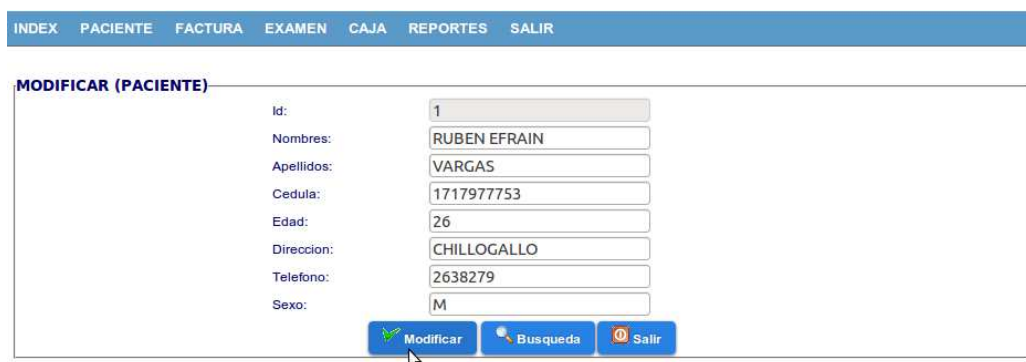 INDEX PACIENTE FACTURA EXAMEN CAJA REPORTES SALIR
MODIFICAR (PACIENTE)
Id: 1
Nombres: RUBEN EFRAIN
Apellidos: VARGAS
Cedula: 1717977753
Edad: 26
Direccion: CHILLOGALLO
Telefono: 2638279
Sexo: M
Modificar Busqueda Salir